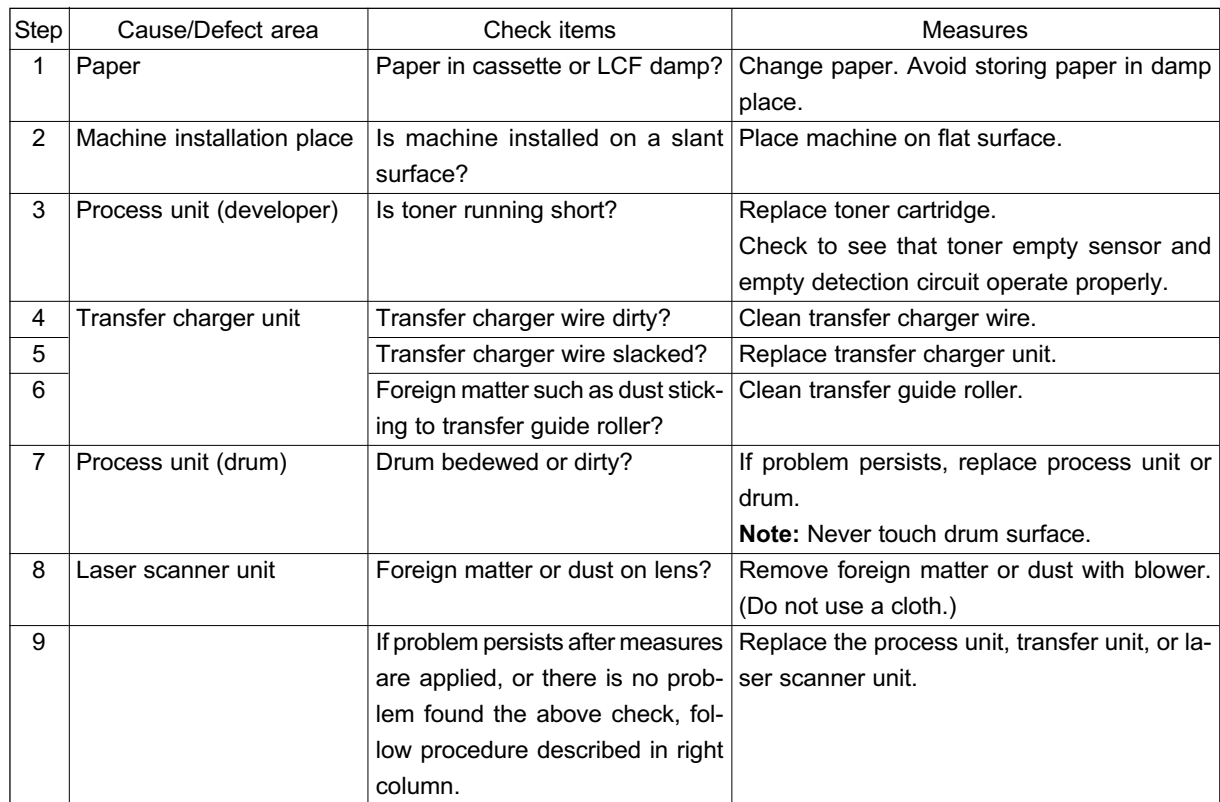 Step Cause/Defect area Check items Measures
1 Paper Paper in cassette or LCF damp? Change paper. Avoid storing paper in damp
place.
2 Machine installation place Is machine installed on a slant Place machine on flat surface.
surface?
3 Process unit (developer) Is toner running short? Replace toner cartridge.
Check to see that toner empty sensor and
empty detection circuit operate properly.
4 Transfer charger unit Transfer charger wire dirty? Clean transfer charger wire.
5 Transfer charger wire slacked? Replace transfer charger unit.
6 Foreign matter such as dust stick- Clean transfer guide roller.
ing to transfer guide roller?
7 Process unit (drum) Drum bedewed or dirty? If problem persists, replace process unit or
drum.
Note: Never touch drum surface.
8 Laser scanner unit Foreign matter or dust on lens? Remove foreign matter or dust with blower.
(Do not use a cloth.)
9 If problem persists after measures Replace the process unit, transfer unit, or la-
are applied, or there is no prob- ser scanner unit.
lem found the above check, fol-
low procedure described in right
column.